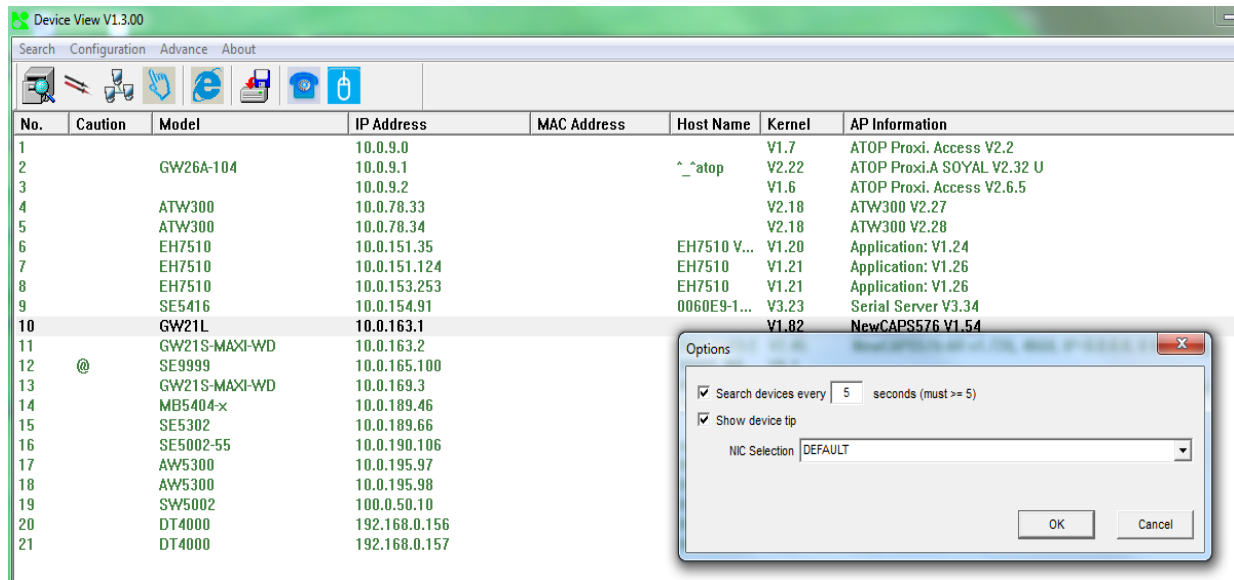 Device View V1.3.00
Search Configuration Advance About
No. Caution Model IP Address MAC Address Host Name Kernel AP Information
1 10.0.9.0 V1.7 ATOP Proxi. Access V2.2
2 GW26A-104 10.0.9.1 ^_^atop V2.22 ATOP Proxi.A SOYAL V2.32 U
3 10.0.9.2 V1.6 ATOP Proxi. Access V2.6.5
4 ATW300 10.0.78.33 V2.18 ATW300 V2.27
5 ATW300 10.0.78.34 V2.18 ATW300 V2.28
6 EH7510 10.0.151.35 EH7510 V... V1.20 Application: V1.24
7 EH7510 10.0.151.124 EH7510 V1.21 Application: V1.26
8 EH7510 10.0.153.253 EH7510 V1.21 Application: V1.26
9 SE5416 10.0.154.91 0060E9-1... V3.23 Serial Server V3.34
10 GW21L 10.0.163.1 V1.82 NewCAPS576 V1.54
11 GW21S-MAXI-WD 10.0.163.2
12 @ SE9999 10.0.165.100
13 GW21S-MAXI-WD 10.0.169.3
14 MB5404-x 10.0.189.46
15 SE5302 10.0.189.66
16 SE5002-55 10.0.190.106
17 AW5300 10.0.195.97
18 AW5300 10.0.195.98
19 SW5002 100.0.50.10
20 DT4000 192.168.0.156
21 DT4000 192.168.0.157
Options
Search devices every 5 seconds (must >= 5)
Show device tip
NIC Selection DEFAULT
OK Cancel